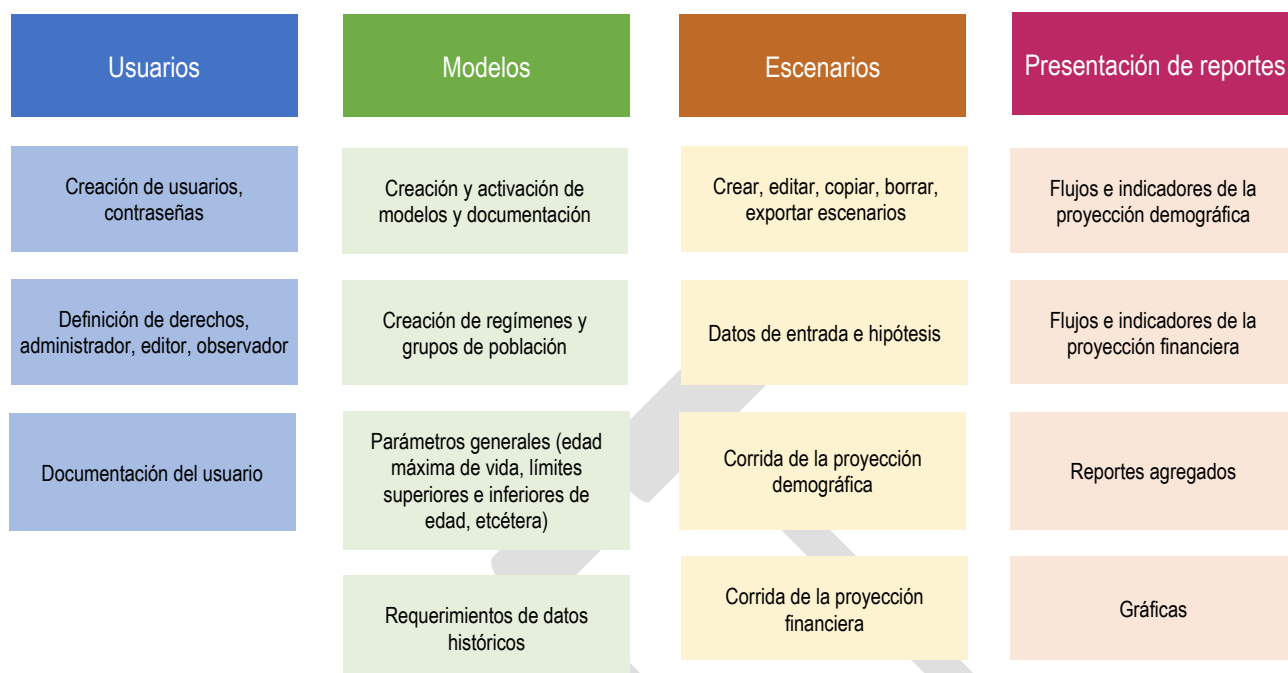 Usuarios
Creación de usuarios,
contraseñas
Definición de derechos,
administrador, editor, observador
Documentación del usuario
Modelos
Creación y activación de
modelos y documentación
Creación de regímenes y
grupos de población
Parámetros generales (edad
máxima de vida, límites
superiores e inferiores de
edad, etcétera)
Requerimientos de datos
históricos
Escenarios
Crear, editar, copiar, borrar,
exportar escenarios
Datos de entrada e hipótesis
Corrida de la proyección
demográfica
Corrida de la proyección
financiera
Presentación de reportes
Flujos e indicadores de la
proyección demográfica
Flujos e indicadores de la
proyección financiera
Reportes agregados
Gráficas